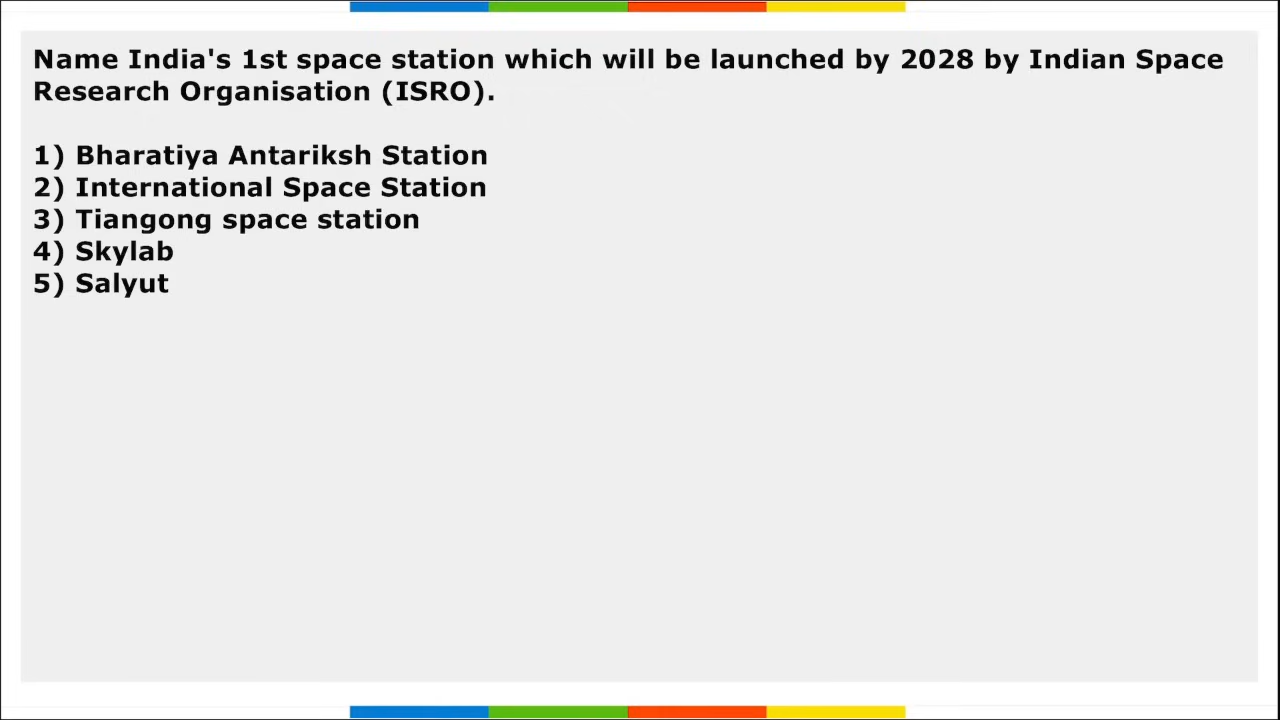 Name India's 1st space station which will be launched by 2028 by Indian Space
Research Organisation (ISRO).
1) Bharatiya Antariksh Station
2) International Space Station
3) Tiangong space station
4) Skylab
5) Salyut